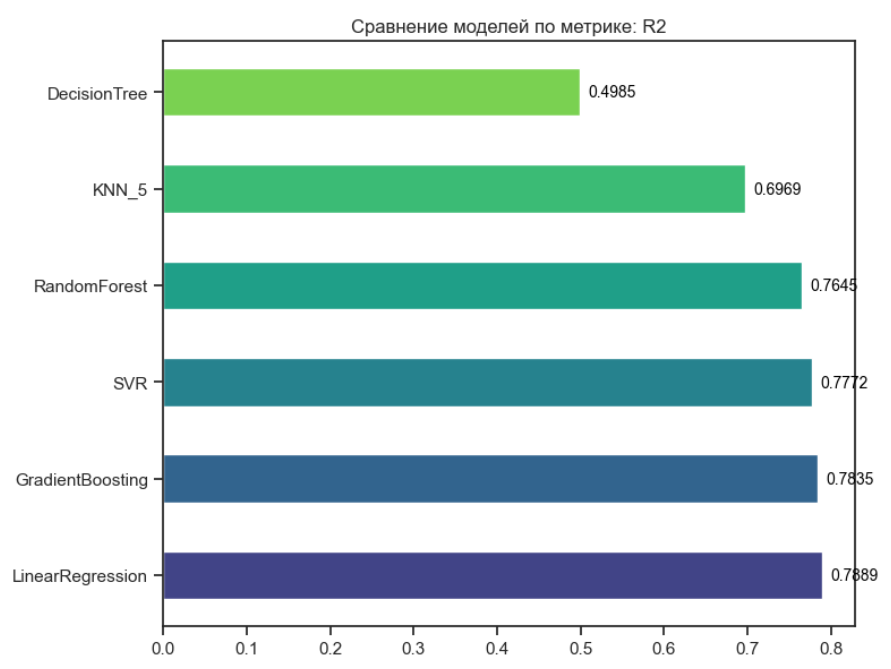 Сравнение моделей по метрике: R2
DecisionTree 0.4985
KNN_5 0.6969
RandomForest 0.7645
SVR 0.7772
GradientBoosting 0.7835
LinearRegression 0.7889
0.0 0.1 0.2 0.3 0.4 0.5 0.6 0.7 0.8